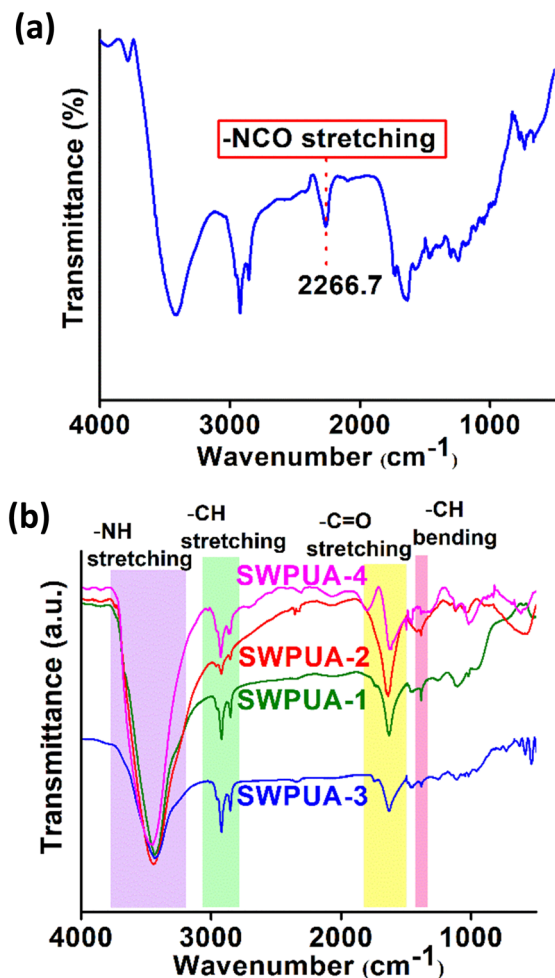 (a)
Transmittance (%)
-NCO stretching
2266.7
4000 3000 2000 1000
Wavenumber (cm-1)
(b)
-NH
stretching
-CH
stretching
-C=O
stretching
-CH
bending
Transmittance (a.u.)
SWPUA-4
SWPUA-2
SWPUA-1
SWPUA-3
4000 3000 2000 1000
Wavenumber (cm-1)